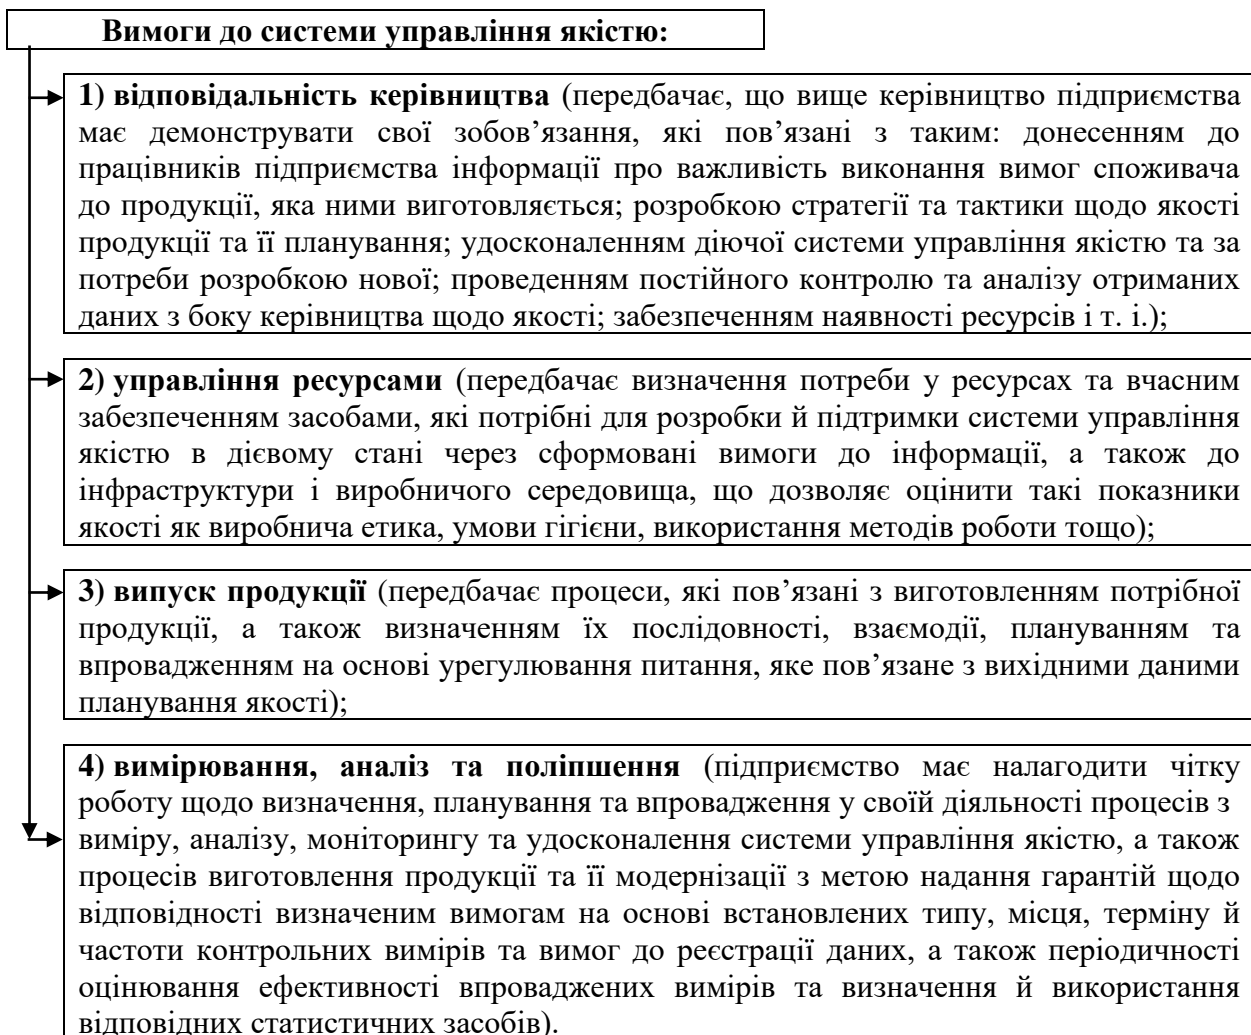 Вимоги до системи управління якістю:
1) відповідальність керівництва (передбачає, що вище керівництво підприємства
має демонструвати свої зобов’язання, які пов’язані з таким: донесенням до
працівників підприємства інформації про важливість виконання вимог споживача
до продукції, яка ними виготовляється; розробкою стратегії та тактики щодо якості
продукції та її планування; удосконаленням діючої системи управління якістю та за
потреби розробкою нової; проведенням постійного контролю та аналізу отриманих
даних з боку керівництва щодо якості; забезпеченням наявності ресурсів і т. і.);
2) управління ресурсами (передбачає визначення потреби у ресурсах та вчасним
забезпеченням засобами, які потрібні для розробки й підтримки системи управління
якістю в дієвому стані через сформовані вимоги до інформації, а також до
інфраструктури і виробничого середовища, що дозволяє оцінити такі показники
якості як виробнича етика, умови гігієни, використання методів роботи тощо);
3) випуск продукції (передбачає процеси, які пов’язані з виготовленням потрібної
продукції, а також визначенням їх послідовності, взаємодії, плануванням та
впровадженням на основі урегулювання питання, яке пов’язане з вихідними даними
планування якості);
4) вимірювання, аналіз та поліпшення (підприємство має налагодити чітку
роботу щодо визначення, планування та впровадження у своїй діяльності процесів з
виміру, аналізу, моніторингу та удосконалення системи управління якістю, а також
процесів виготовлення продукції та її модернізації з метою надання гарантій щодо
відповідності визначеним вимогам на основі встановлених типу, місця, терміну й
частоти контрольних вимірів та вимог до реєстрації даних, а також періодичності
оцінювання ефективності впроваджених вимірів та визначення й використання
відповідних статистичних засобів).